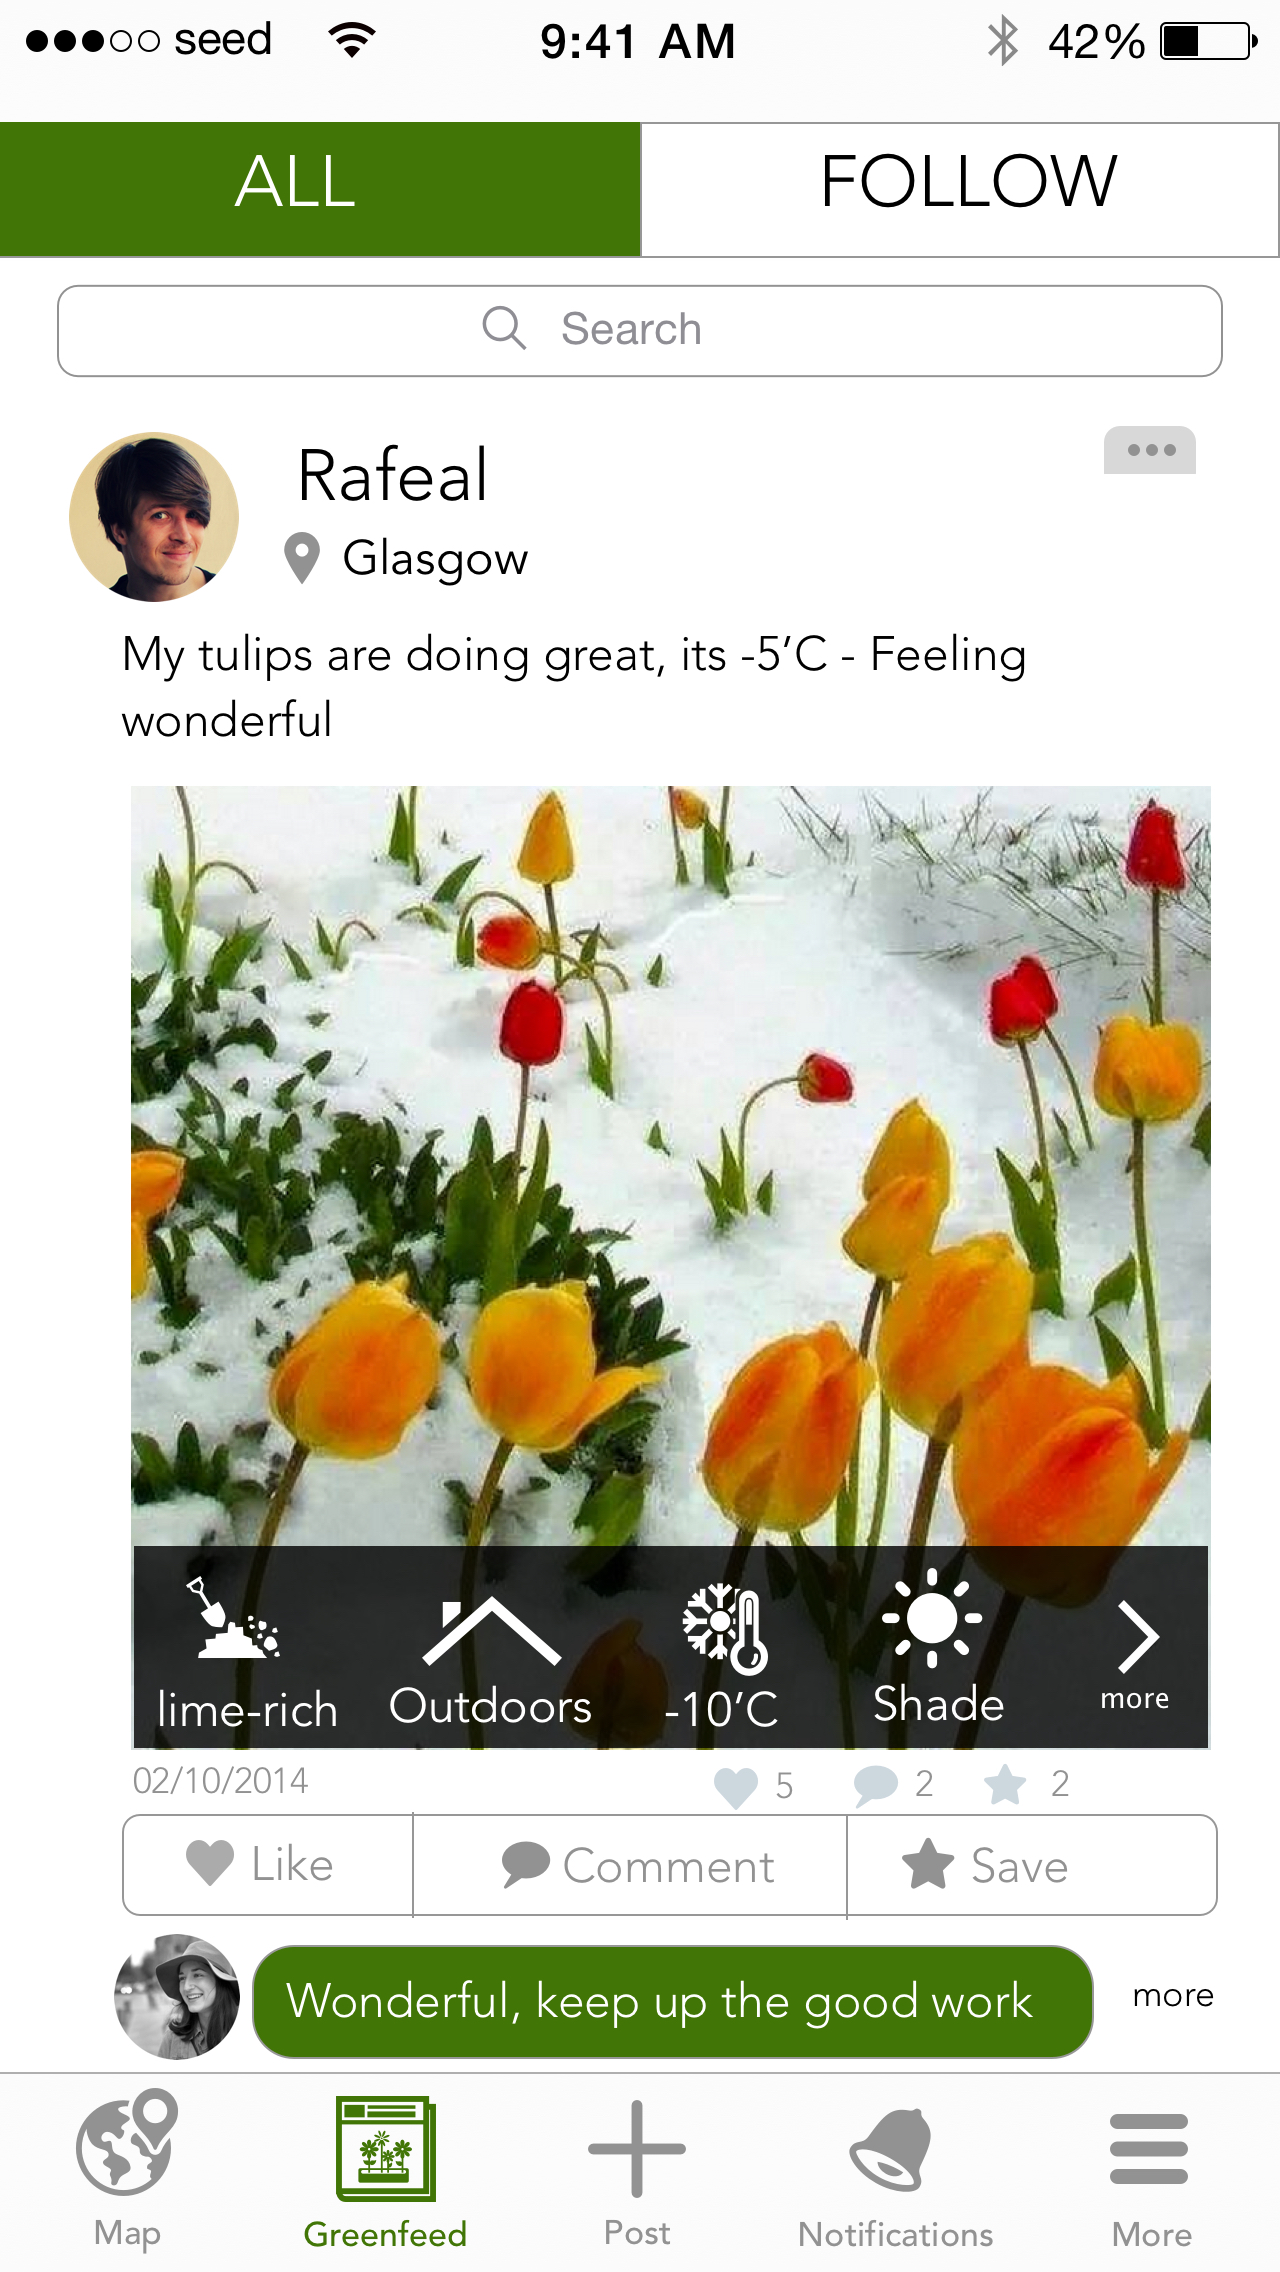 seed 9:41 AM 42%
ALL FOLLOW
Search
Rafeal
Glasgow
My tulips are doing great, its -5’C - Feeling
wonderful
lime-rich Outdoors -10’C Shade more
02/10/2014 5 2 2
Like Comment Save
Wonderful, keep up the good work more
Map Greenfeed Post Notifications More